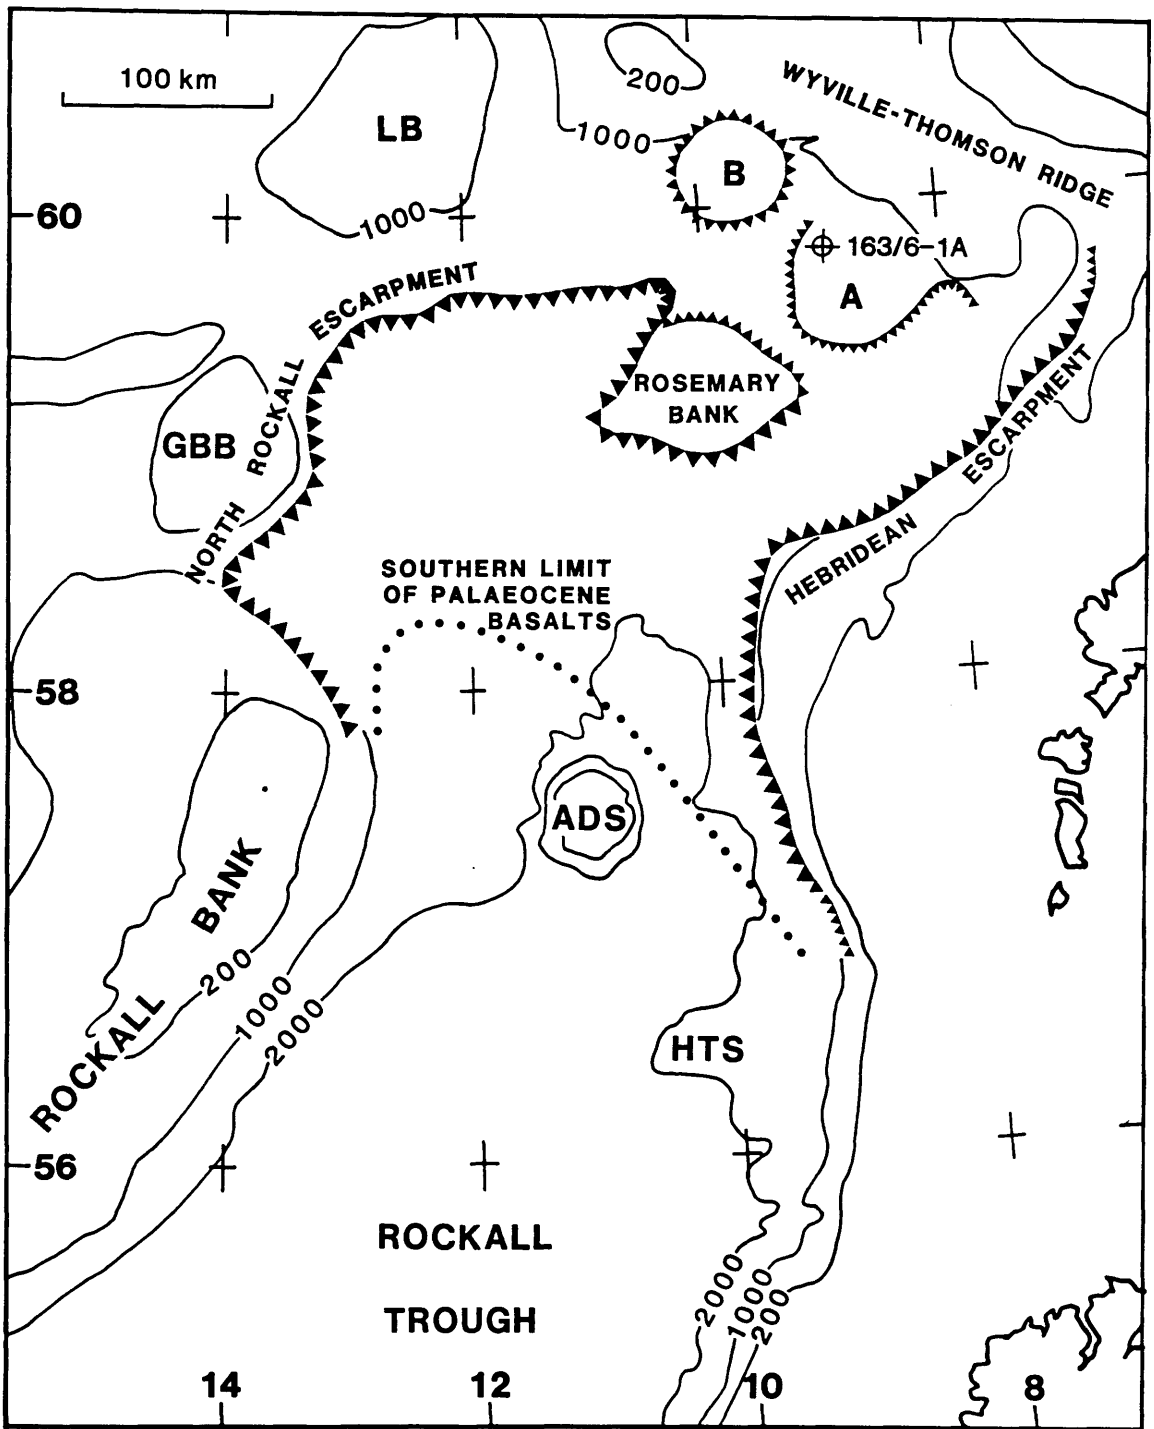 100 km
LB
200
WYVILLE-THOMSON RIDGE
1000
B
60
1000
163/6-1A
A
NORTH ROCKALL ESCARPMENT
ROSEMARY
BANK
GBB
HEBRIDEAN ESCARPMENT
SOUTHERN LIMIT
OF PALAEOCENE
BASALTS
58
ADS
ROCKALL BANK
200
1000
2000
HTS
56
ROCKALL
TROUGH
2000
1000
200
14
12
10
8